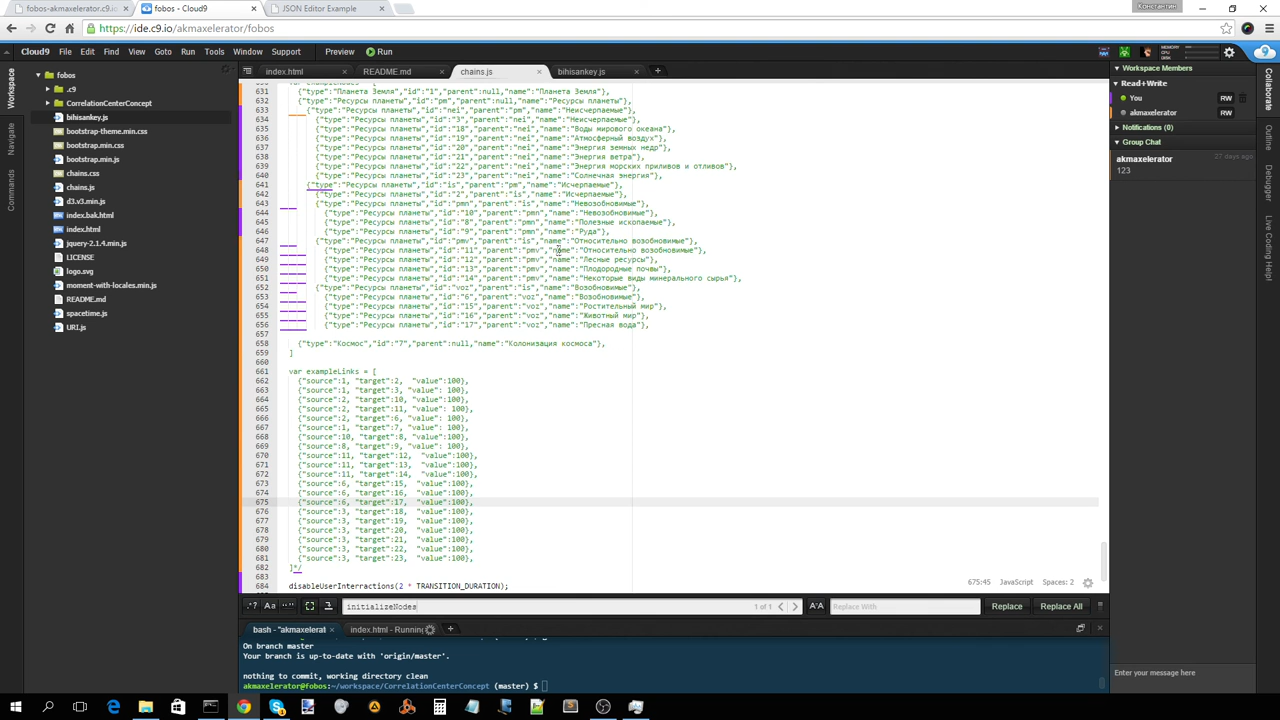 Константин
fobos-akmaxelerator.c9.io/
fobos - Cloud9
JSON Editor Example
https://ide.c9.io/akmaxelerator/fobos
Cloud9 File Edit Find View Goto Run Tools Window Support Preview Run
MEMORY
CPU
DISK
Workspace
Navigate
Commands
fobos
.c9
CorrelationCenterConcept
bihisankey.js
bootstrap-theme.min.css
bootstrap.min.css
bootstrap.min.js
chains.css
chains.js
d3.v3.min.js
index.bak.html
index.html
jquery-2.1.4.min.js
LICENSE
logo.svg
moment-with-locales.min.js
README.md
spacetime.js
URI.js
index.html README.md chains.js bihisankey.js
631 {"type":"Планета Земля","id":"1","parent":null,"name":"Планета Земля"},
632 {"type":"Ресурсы планеты","id":"pm","parent":null,"name":"Ресурсы планеты"},
633 {"type":"Ресурсы планеты","id":"nei","parent":"pm","name":"Неисчерпаемые"},
634 {"type":"Ресурсы планеты","id":"3","parent":"nei","name":"Неисчерпаемые"},
635 {"type":"Ресурсы планеты","id":"18","parent":"nei","name":"Воды мирового океана"},
636 {"type":"Ресурсы планеты","id":"19","parent":"nei","name":"Атмосферный воздух"},
637 {"type":"Ресурсы планеты","id":"20","parent":"nei","name":"Энергия земных недр"},
638 {"type":"Ресурсы планеты","id":"21","parent":"nei","name":"Энергия ветра"},
639 {"type":"Ресурсы планеты","id":"22","parent":"nei","name":"Энергия морских приливов и отливов"},
640 {"type":"Ресурсы планеты","id":"23","parent":"nei","name":"Солнечная энергия"},
641 {"type":"Ресурсы планеты","id":"is","parent":"pm","name":"Исчерпаемые"},
642 {"type":"Ресурсы планеты","id":"2","parent":"is","name":"Исчерпаемые"},
643 {"type":"Ресурсы планеты","id":"pmn","parent":"is","name":"Невозобновимые"},
644 {"type":"Ресурсы планеты","id":"10","parent":"pmn","name":"Невозобновимые"},
645 {"type":"Ресурсы планеты","id":"8","parent":"pmn","name":"Полезные ископаемые"},
646 {"type":"Ресурсы планеты","id":"9","parent":"pmn","name":"Руда"},
647 {"type":"Ресурсы планеты","id":"pmv","parent":"is","name":"Относительно возобновимые"},
648 {"type":"Ресурсы планеты","id":"11","parent":"pmv","name":"Относительно возобновимые"},
649 {"type":"Ресурсы планеты","id":"12","parent":"pmv","name":"Лесные ресурсы"},
650 {"type":"Ресурсы планеты","id":"13","parent":"pmv","name":"Плодородные почвы"},
651 {"type":"Ресурсы планеты","id":"14","parent":"pmv","name":"Некоторые виды минерального сырья"},
652 {"type":"Ресурсы планеты","id":"voz","parent":"is","name":"Возобновимые"},
653 {"type":"Ресурсы планеты","id":"6","parent":"voz","name":"Возобновимые"},
654 {"type":"Ресурсы планеты","id":"15","parent":"voz","name":"Ростительный мир"},
655 {"type":"Ресурсы планеты","id":"16","parent":"voz","name":"Животный мир"},
656 {"type":"Ресурсы планеты","id":"17","parent":"voz","name":"Пресная вода"},
657
658 {"type":"Космос","id":"7","parent":null,"name":"Колонизация космоса"},
659 ]
660
661 var exampleLinks = [
662 {"source":1, "target":2, "value":100},
663 {"source":1, "target":3, "value": 100},
664 {"source":2, "target":10, "value":100},
665 {"source":2, "target":11, "value": 100},
666 {"source":2, "target":6, "value":100},
667 {"source":1, "target":7, "value": 100},
668 {"source":10, "target":8, "value":100},
669 {"source":8, "target":9, "value": 100},
670 {"source":11, "target":12, "value":100},
671 {"source":11, "target":13, "value":100},
672 {"source":11, "target":14, "value":100},
673 {"source":6, "target":15, "value":100},
674 {"source":6, "target":16, "value":100},
675 {"source":6, "target":17, "value":100},
676 {"source":3, "target":18, "value":100},
677 {"source":3, "target":19, "value":100},
678 {"source":3, "target":20, "value":100},
679 {"source":3, "target":21, "value":100},
680 {"source":3, "target":22, "value":100},
681 {"source":3, "target":23, "value":100},
682 ]*/
683
684 disableUserInterractions(2 * TRANSITION_DURATION);
675:45 JavaScript Spaces: 2
.* Aa initializeNodes 1 of 1 Replace With Replace Replace All
bash - "akmaxelerat index.html - Running
On branch master
Your branch is up-to-date with 'origin/master'.
nothing to commit, working directory clean
akmaxelerator@fobos:~/workspace/CorrelationCenterConcept (master) $
Workspace Members
Read+Write
You RW
akmaxelerator RW
Notifications (0)
Group Chat
akmaxelerator 27 days ago
123
Enter your message here
Collaborate
Outline
Live Coding Help
Debugger